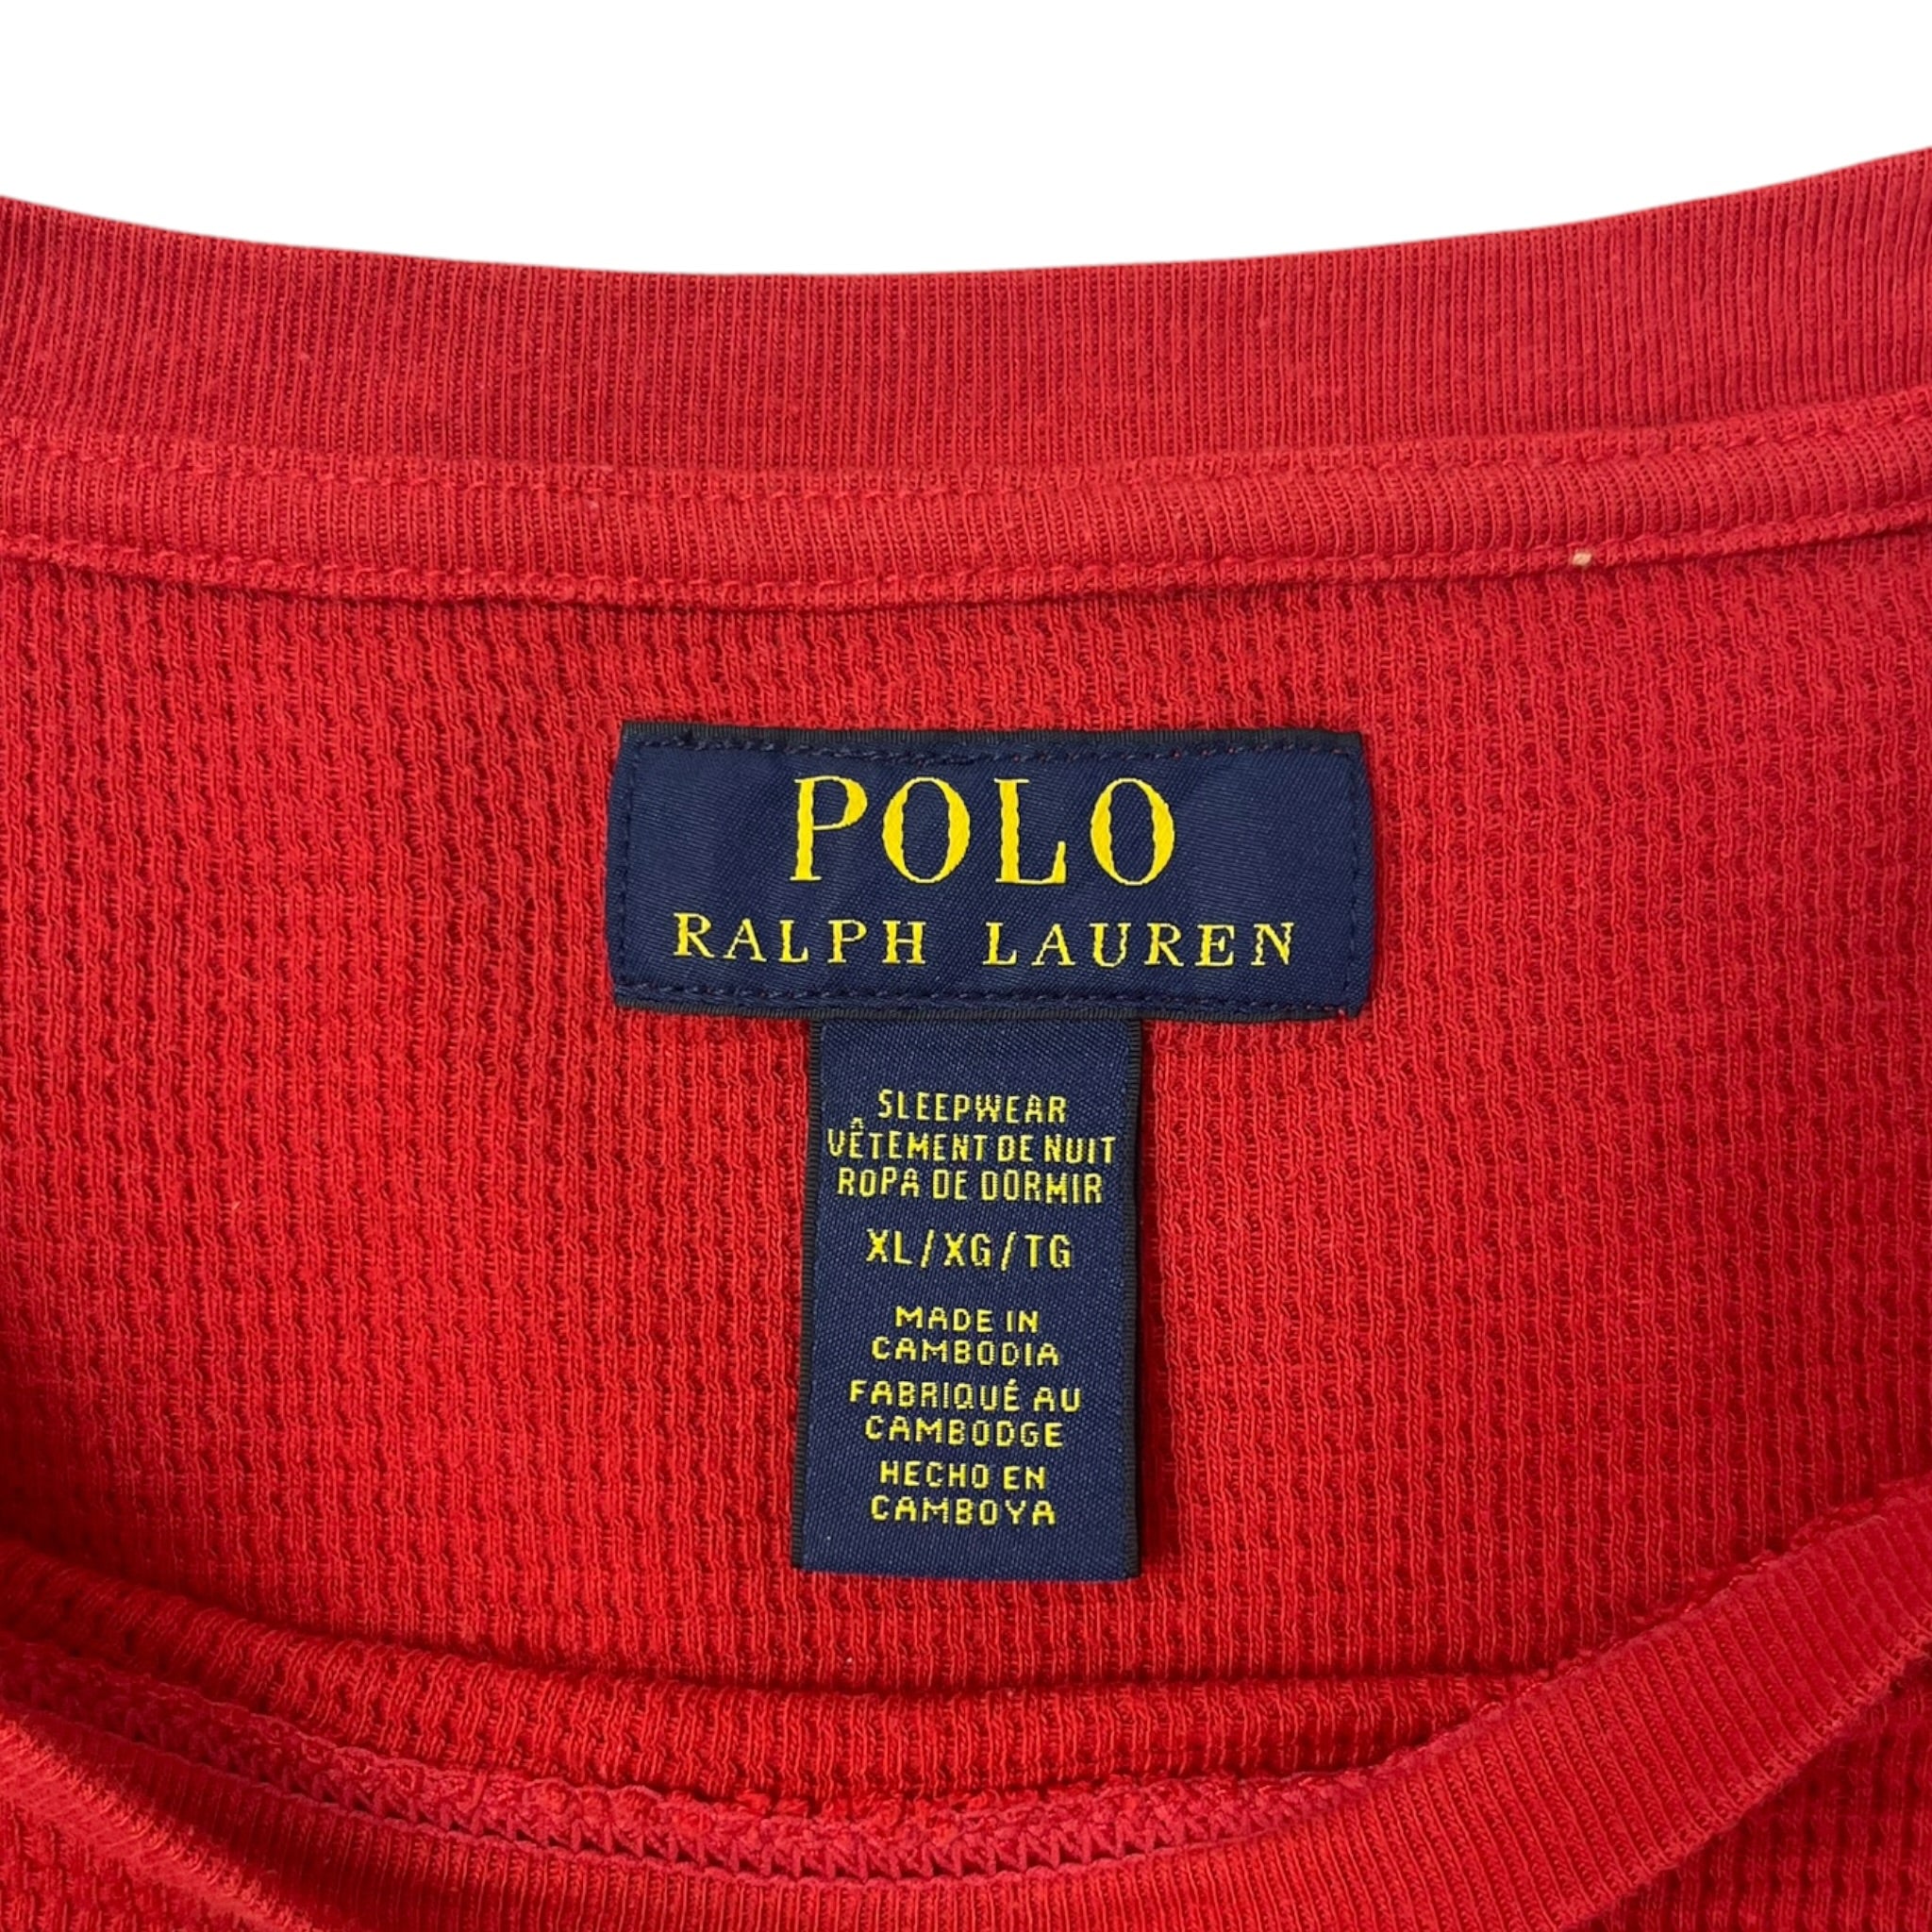 POLO
RALPH LAUREN
SLEEPWEAR
VÊTEMENT DE NUIT
ROPA DE DORMIR
XL/XG/TG
MADE IN
CAMBODIA
FABRIQUÉ AU
CAMBODGE
HECHO EN
CAMBOYA